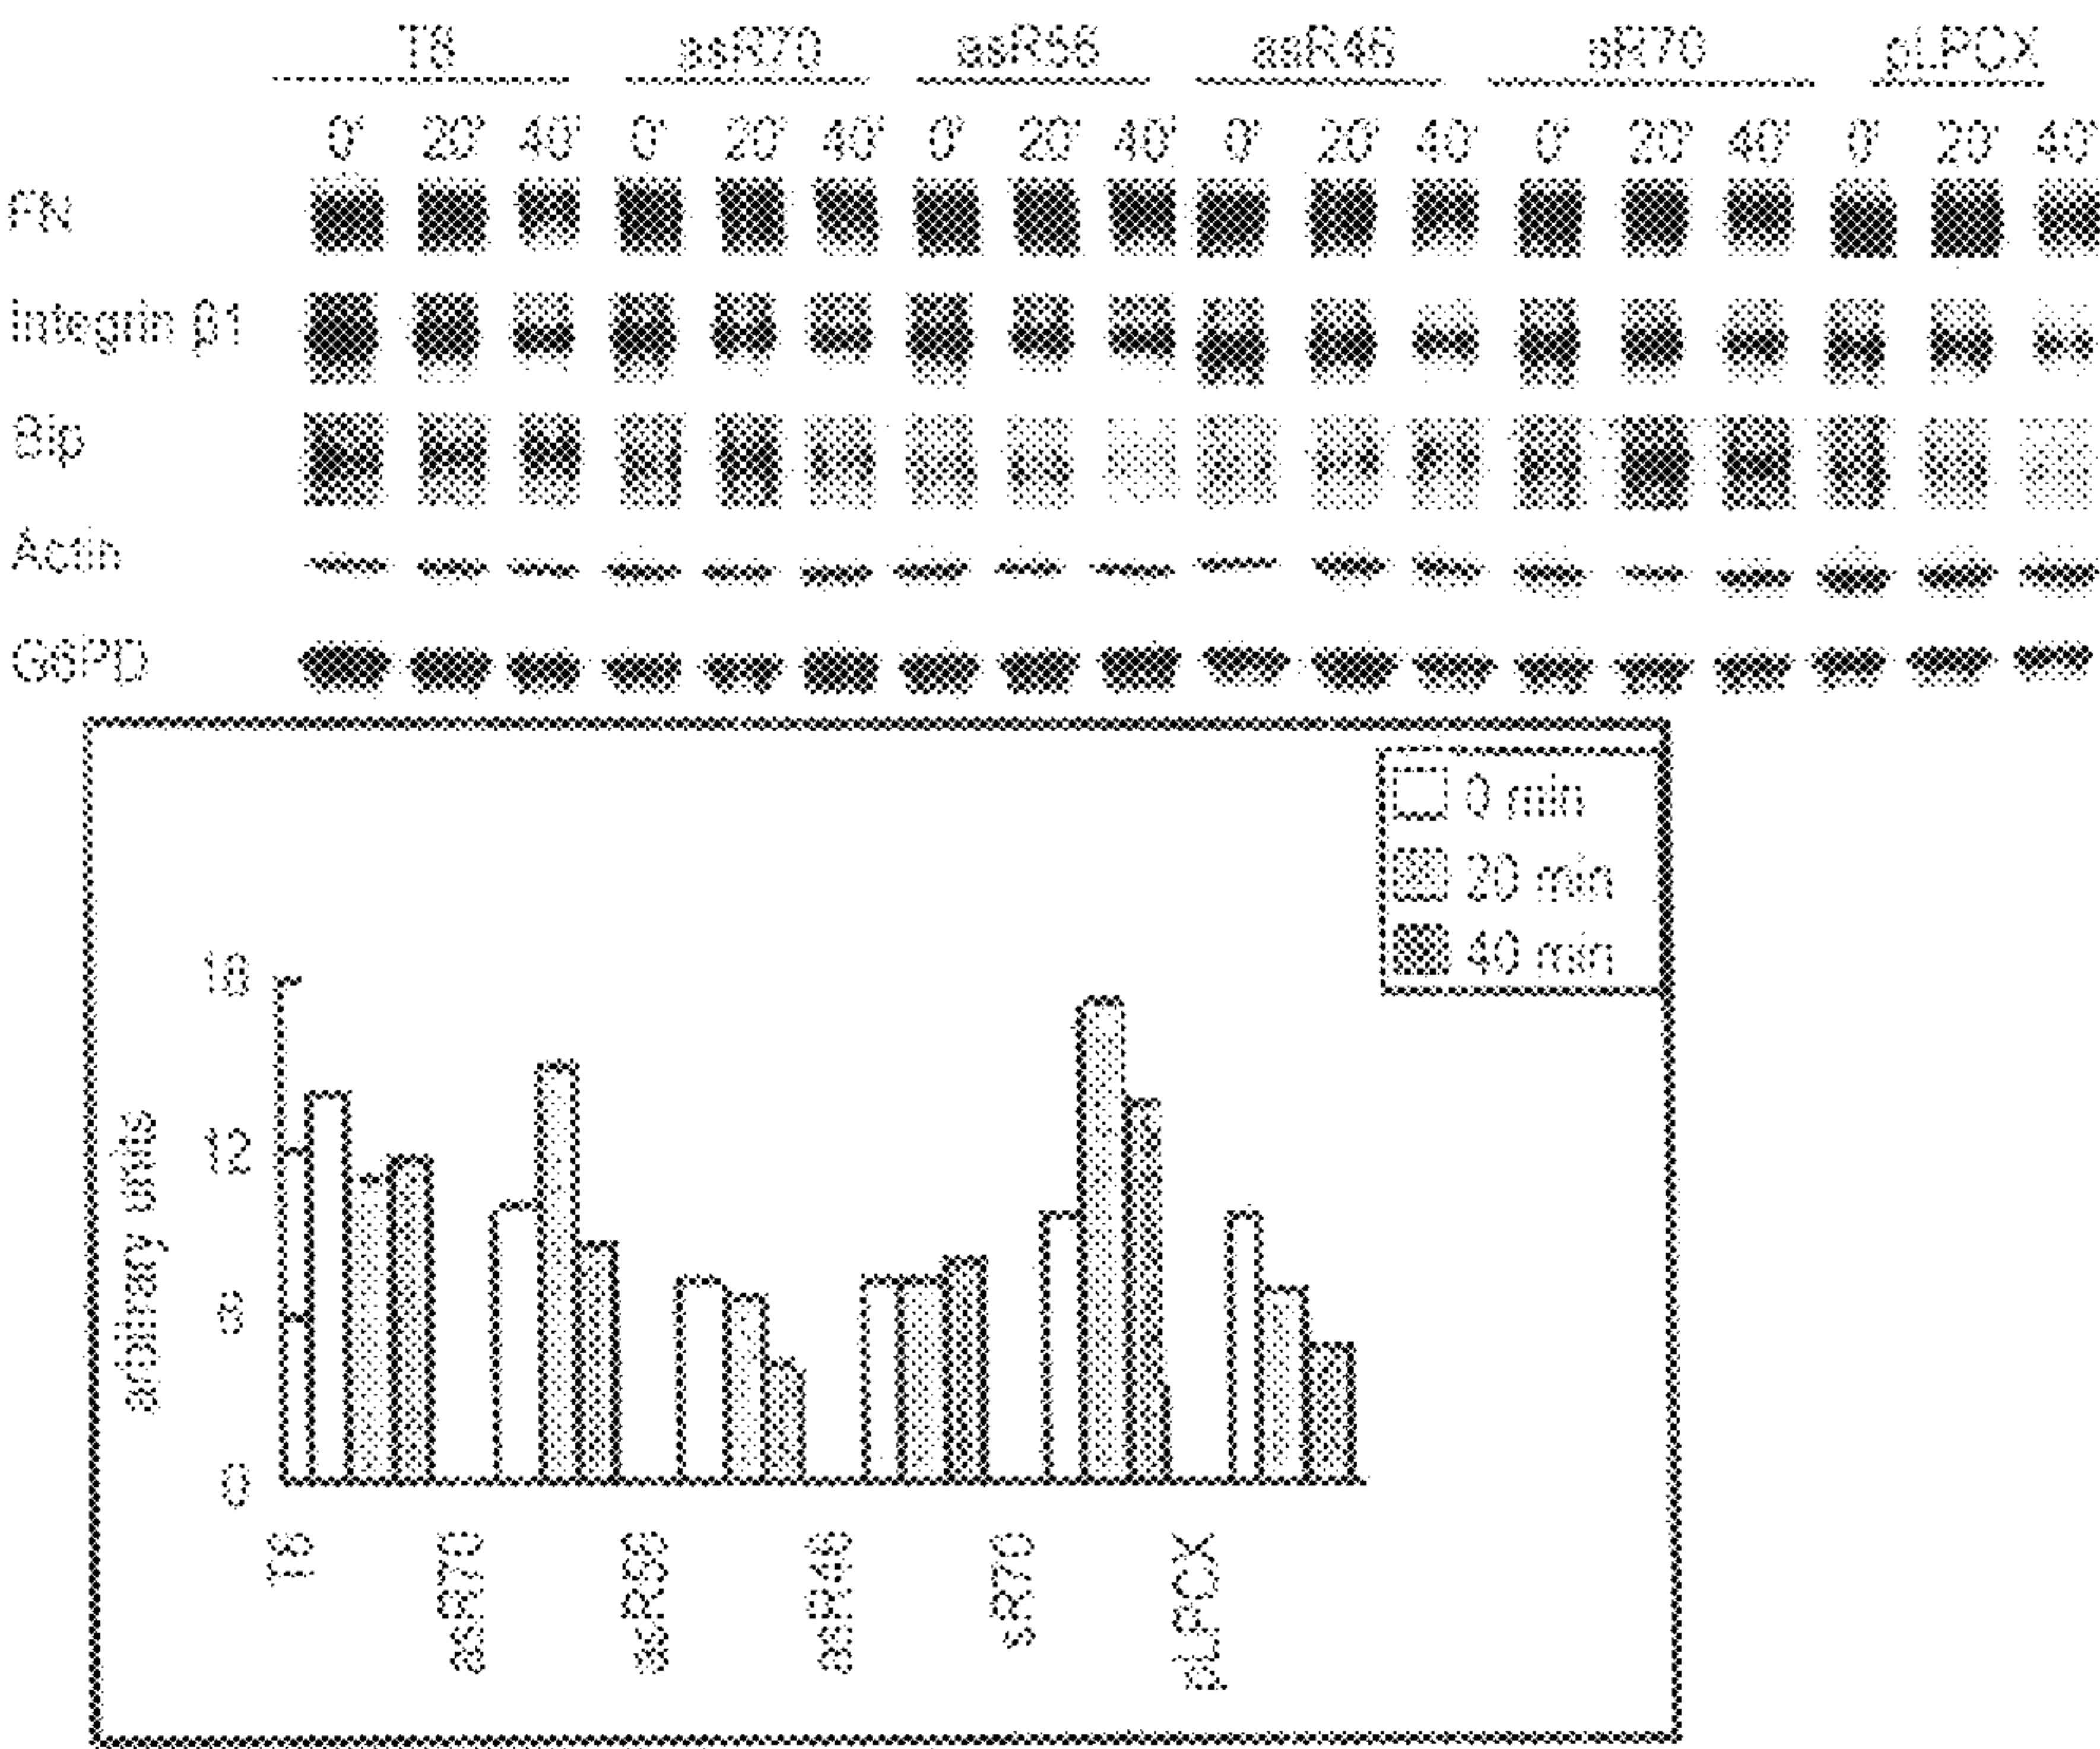 T8 asR70 asR56 asR46 sR70 pLPCX
0' 20' 40' 0' 20' 40' 0' 20' 40' 0' 20' 40' 0' 20' 40' 0' 20' 40'
FN
Integrin β1
Bip
Actin
G6PD
0 min
20 min
40 min
18
12
6
0
arbitrary units
T8
asR70
asR56
asR46
sR70
pLPCX